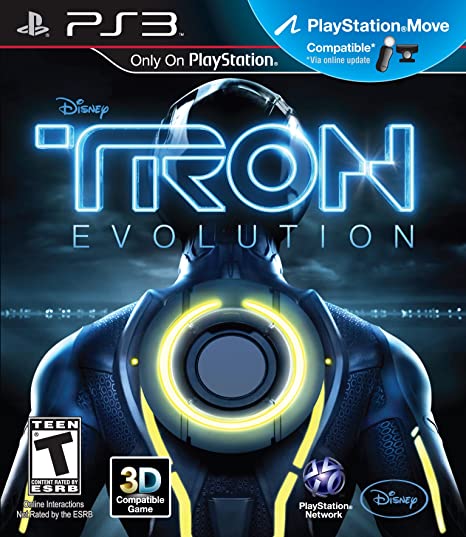 PS3
PlayStation®Move
Compatible*
*Via online update
Only On PlayStation®
Disney
TRON
EVOLUTION
TEEN
T
CONTENT RATED BY
ESRB
Online Interactions
Not Rated by the ESRB
3D
Compatible
Game
PlayStation®
Network
Disney